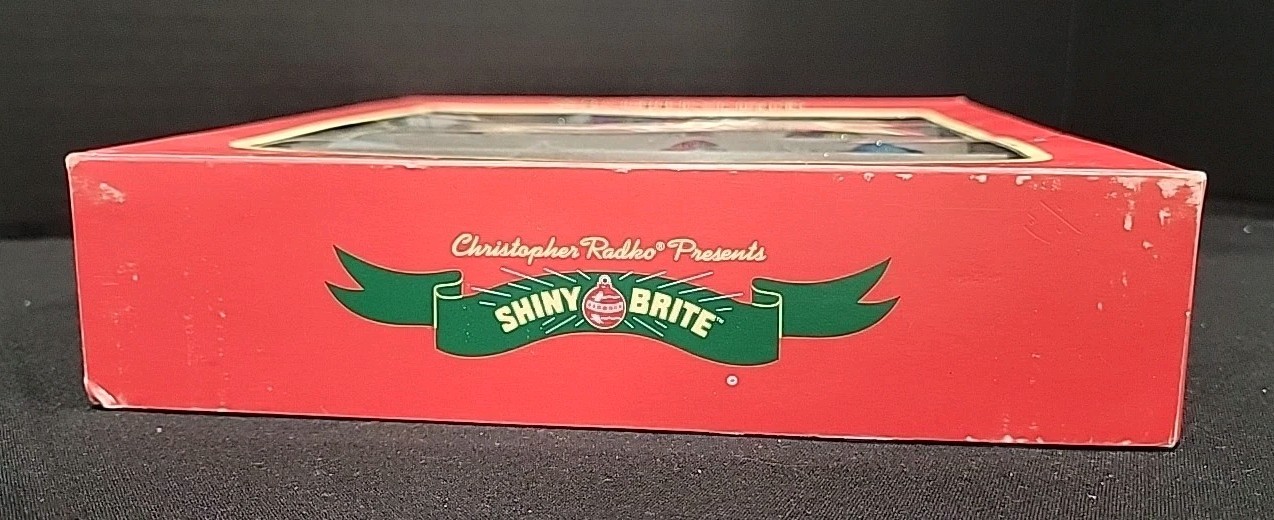 Christopher Radko® Presents
SHINY BRITE™